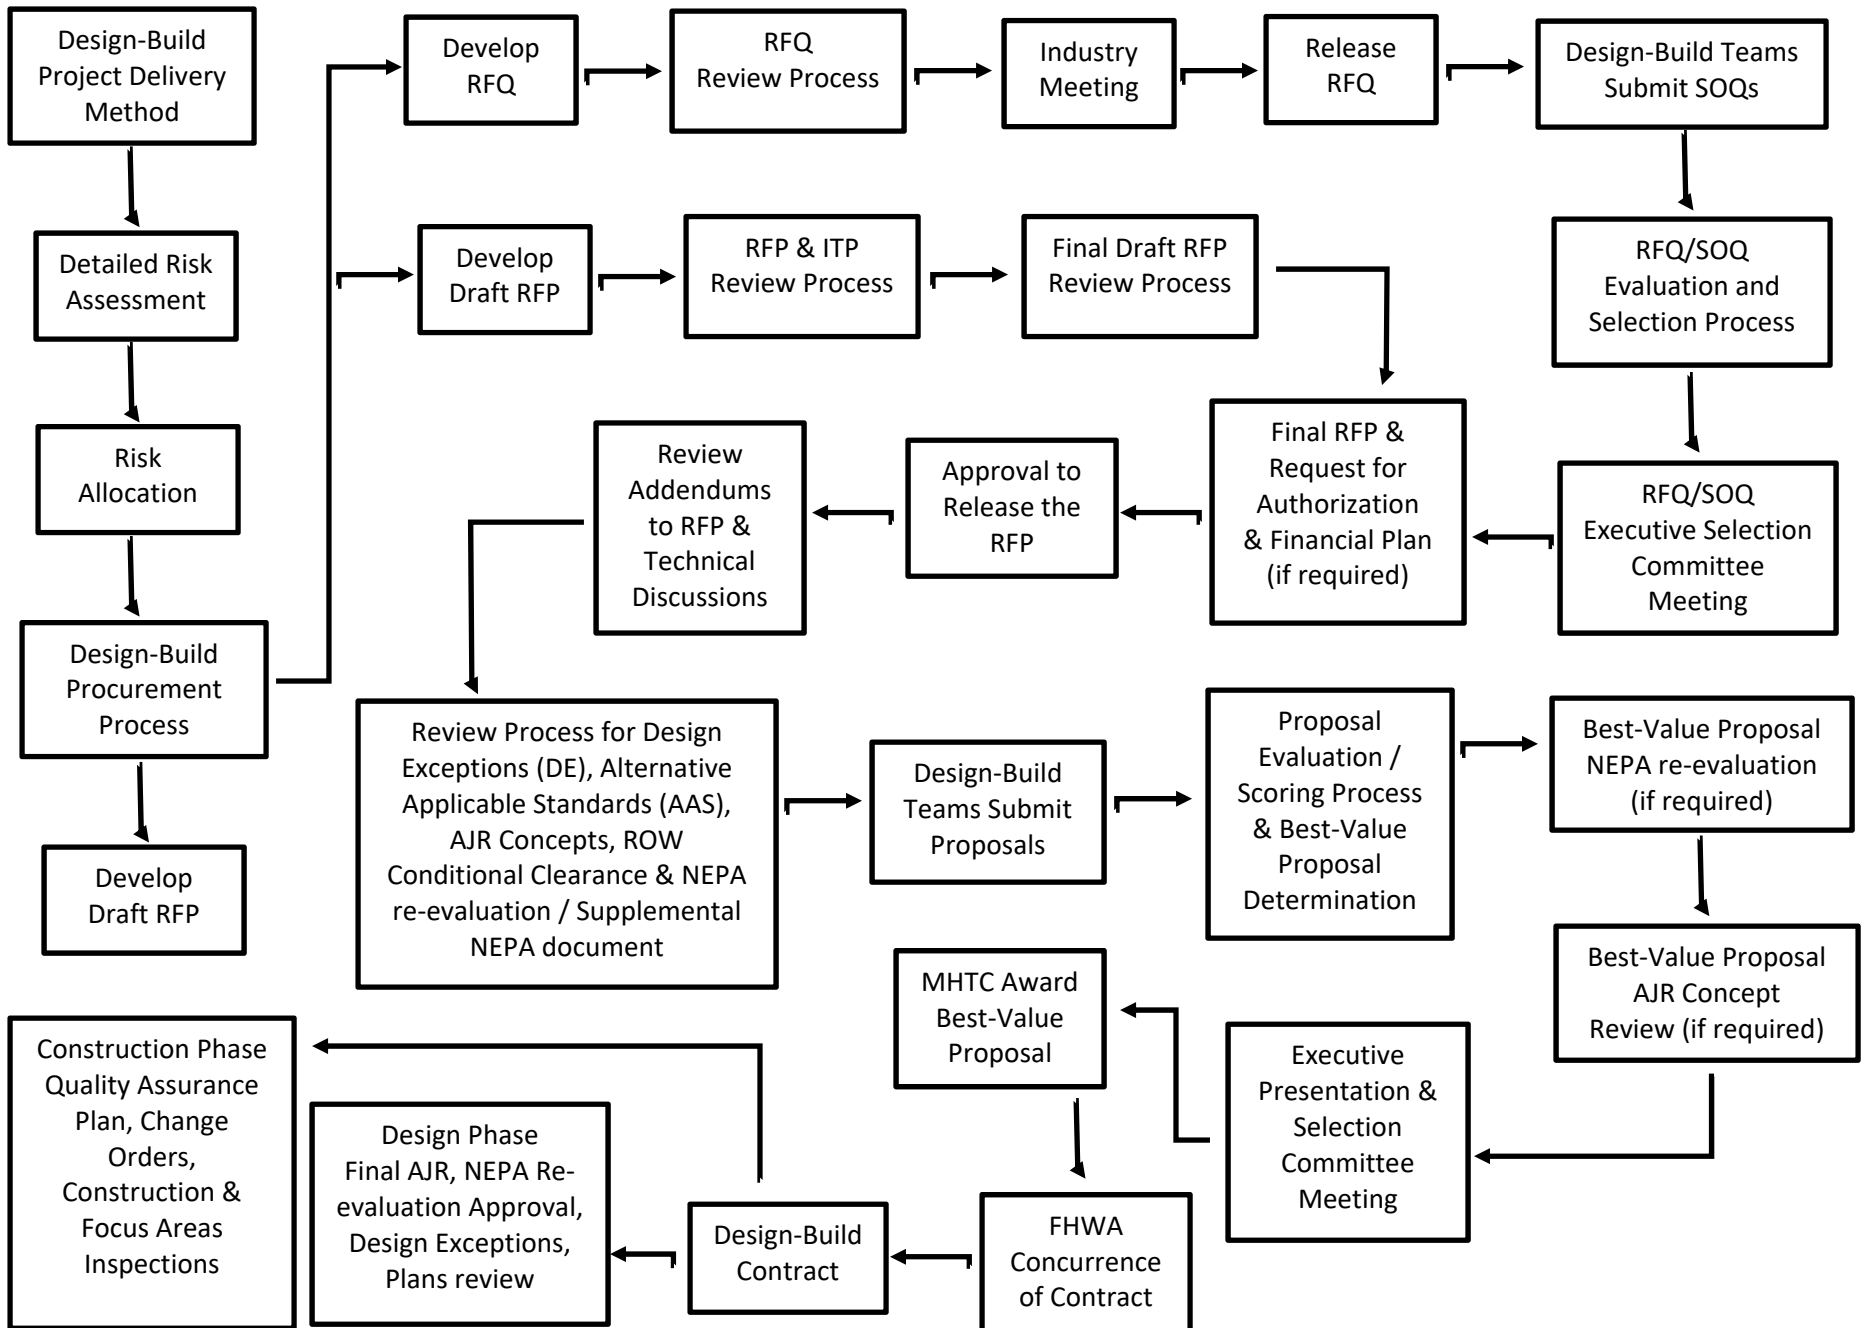 Design-Build
Project Delivery
Method
Detailed Risk
Assessment
Risk
Allocation
Design-Build
Procurement
Process
Develop
Draft RFP
Develop
RFQ
RFQ
Review Process
Industry
Meeting
Release
RFQ
Design-Build Teams
Submit SOQs
RFQ/SOQ
Evaluation and
Selection Process
RFQ/SOQ
Executive Selection
Committee
Meeting
Develop
Draft RFP
RFP & ITP
Review Process
Final Draft RFP
Review Process
Final RFP &
Request for
Authorization
& Financial Plan
(if required)
Approval to
Release the
RFP
Review
Addendums
to RFP &
Technical
Discussions
Review Process for Design
Exceptions (DE), Alternative
Applicable Standards (AAS),
AJR Concepts, ROW
Conditional Clearance & NEPA
re-evaluation / Supplemental
NEPA document
Design-Build
Teams Submit
Proposals
Proposal
Evaluation /
Scoring Process
& Best-Value
Proposal
Determination
Best-Value Proposal
NEPA re-evaluation
(if required)
Best-Value Proposal
AJR Concept
Review (if required)
Executive
Presentation &
Selection
Committee
Meeting
MHTC Award
Best-Value
Proposal
FHWA
Concurrence
of Contract
Design-Build
Contract
Design Phase
Final AJR, NEPA Re-
evaluation Approval,
Design Exceptions,
Plans review
Construction Phase
Quality Assurance
Plan, Change
Orders,
Construction &
Focus Areas
Inspections